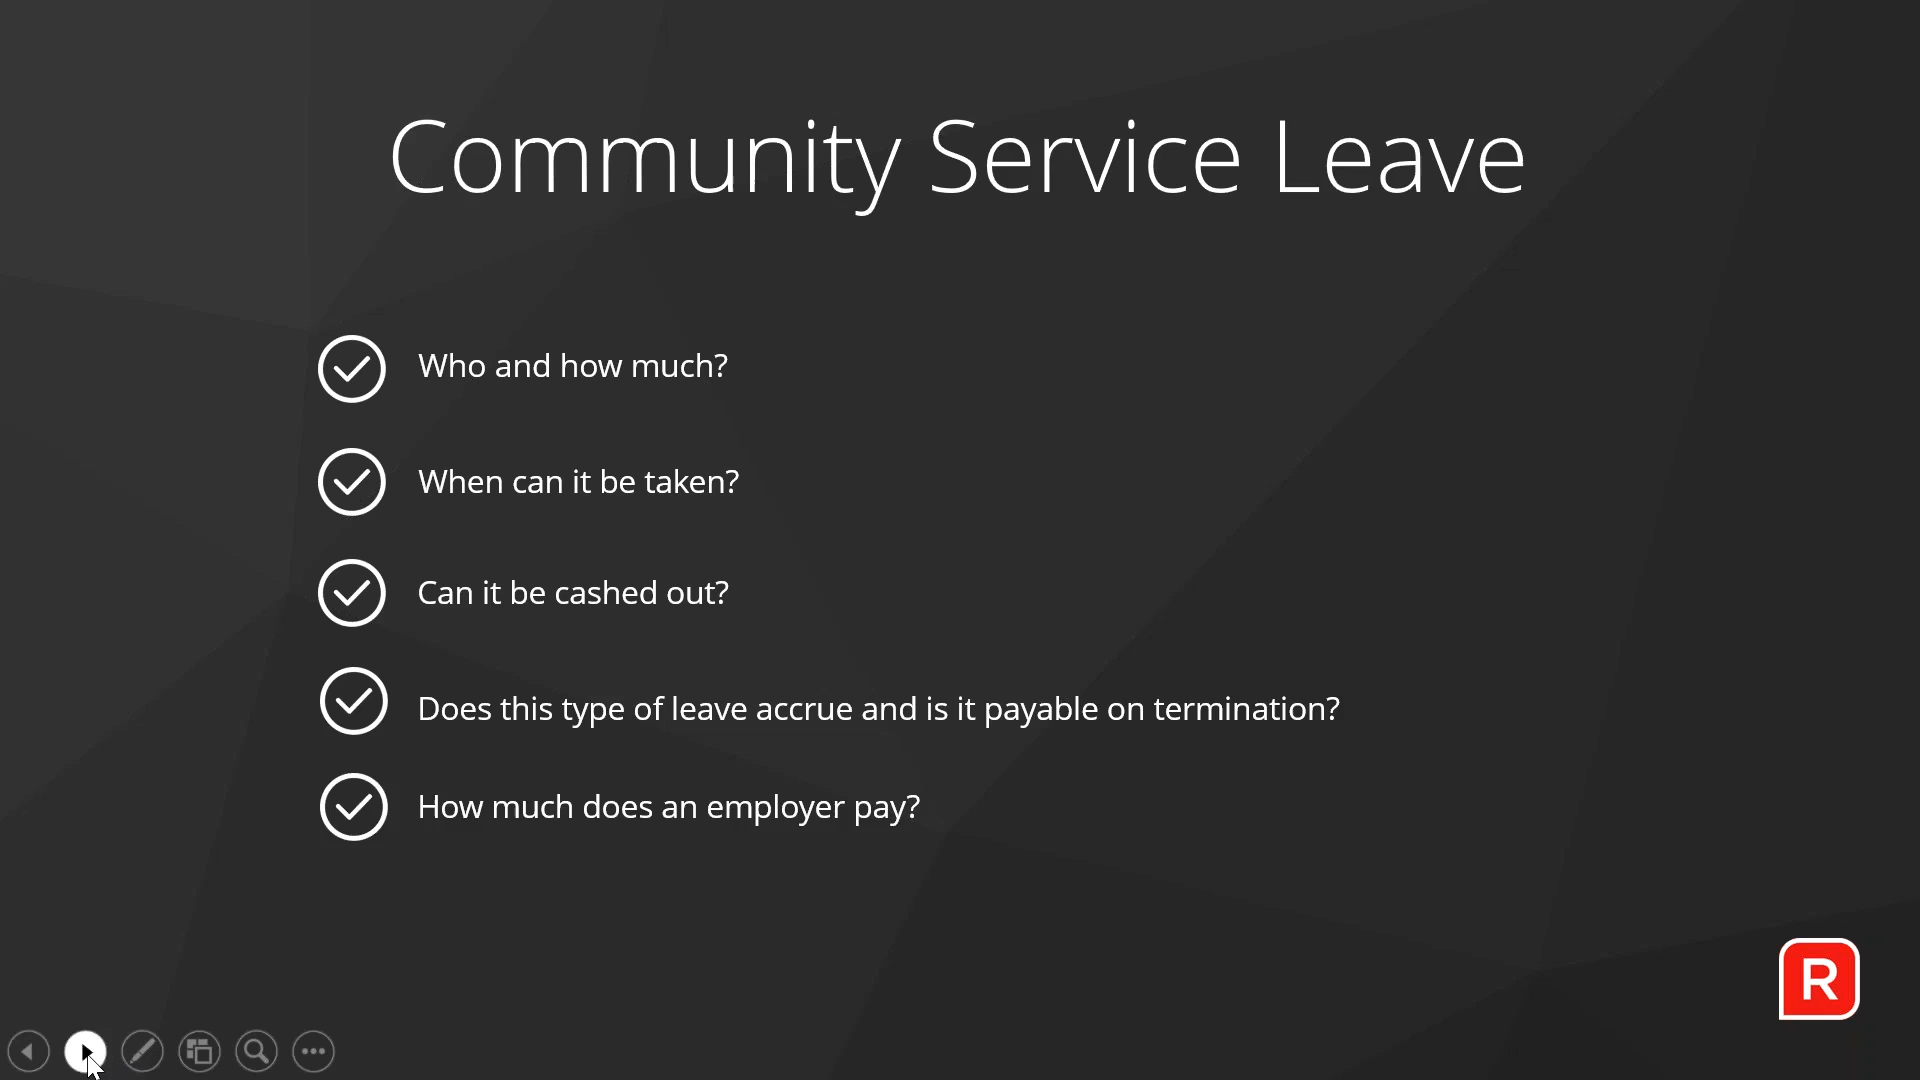 Community Service Leave
Who and how much?
When can it be taken?
Can it be cashed out?
Does this type of leave accrue and is it payable on termination?
How much does an employer pay?
R